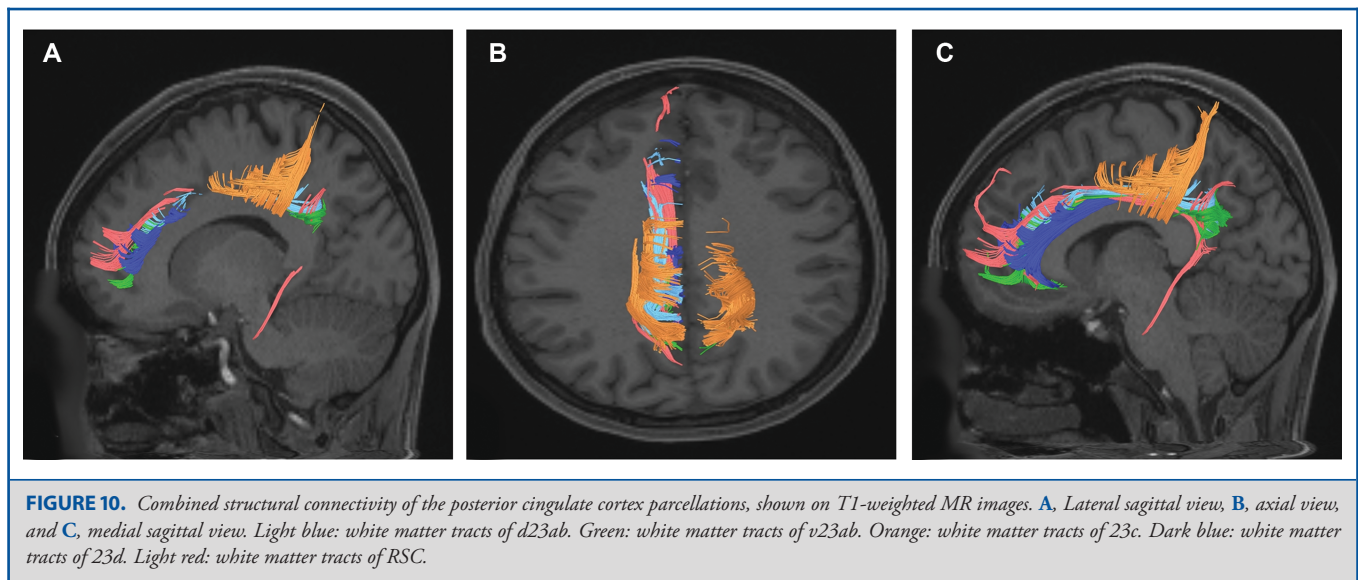 A
B
C
FIGURE 10. Combined structural connectivity of the posterior cingulate cortex parcellations, shown on T1-weighted MR images. A, Lateral sagittal view, B, axial view,
and C, medial sagittal view. Light blue: white matter tracts of d23ab. Green: white matter tracts of v23ab. Orange: white matter tracts of 23c. Dark blue: white matter
tracts of 23d. Light red: white matter tracts of RSC.